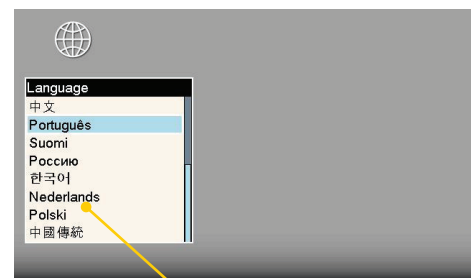 Language
中文
Português
Suomi
Россию
한국어
Nederlands
Polski
中國傳統